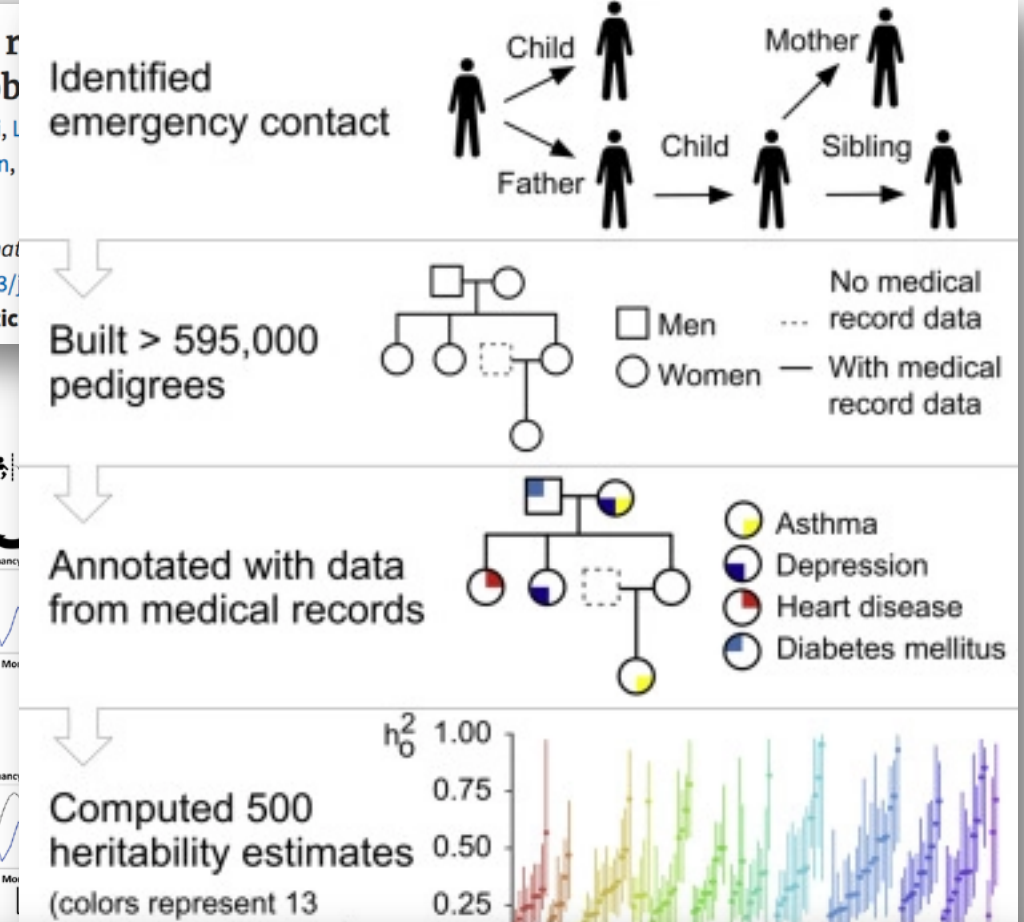 Identified
emergency contact
Child
Father
Child
Mother
Sibling
Built > 595,000
pedigrees
Men
Women
No medical
record data
With medical
record data
Annotated with data
from medical records
Asthma
Depression
Heart disease
Diabetes mellitus
Computed 500
heritability estimates
(colors represent 13
h²o
1.00
0.75
0.50
0.25